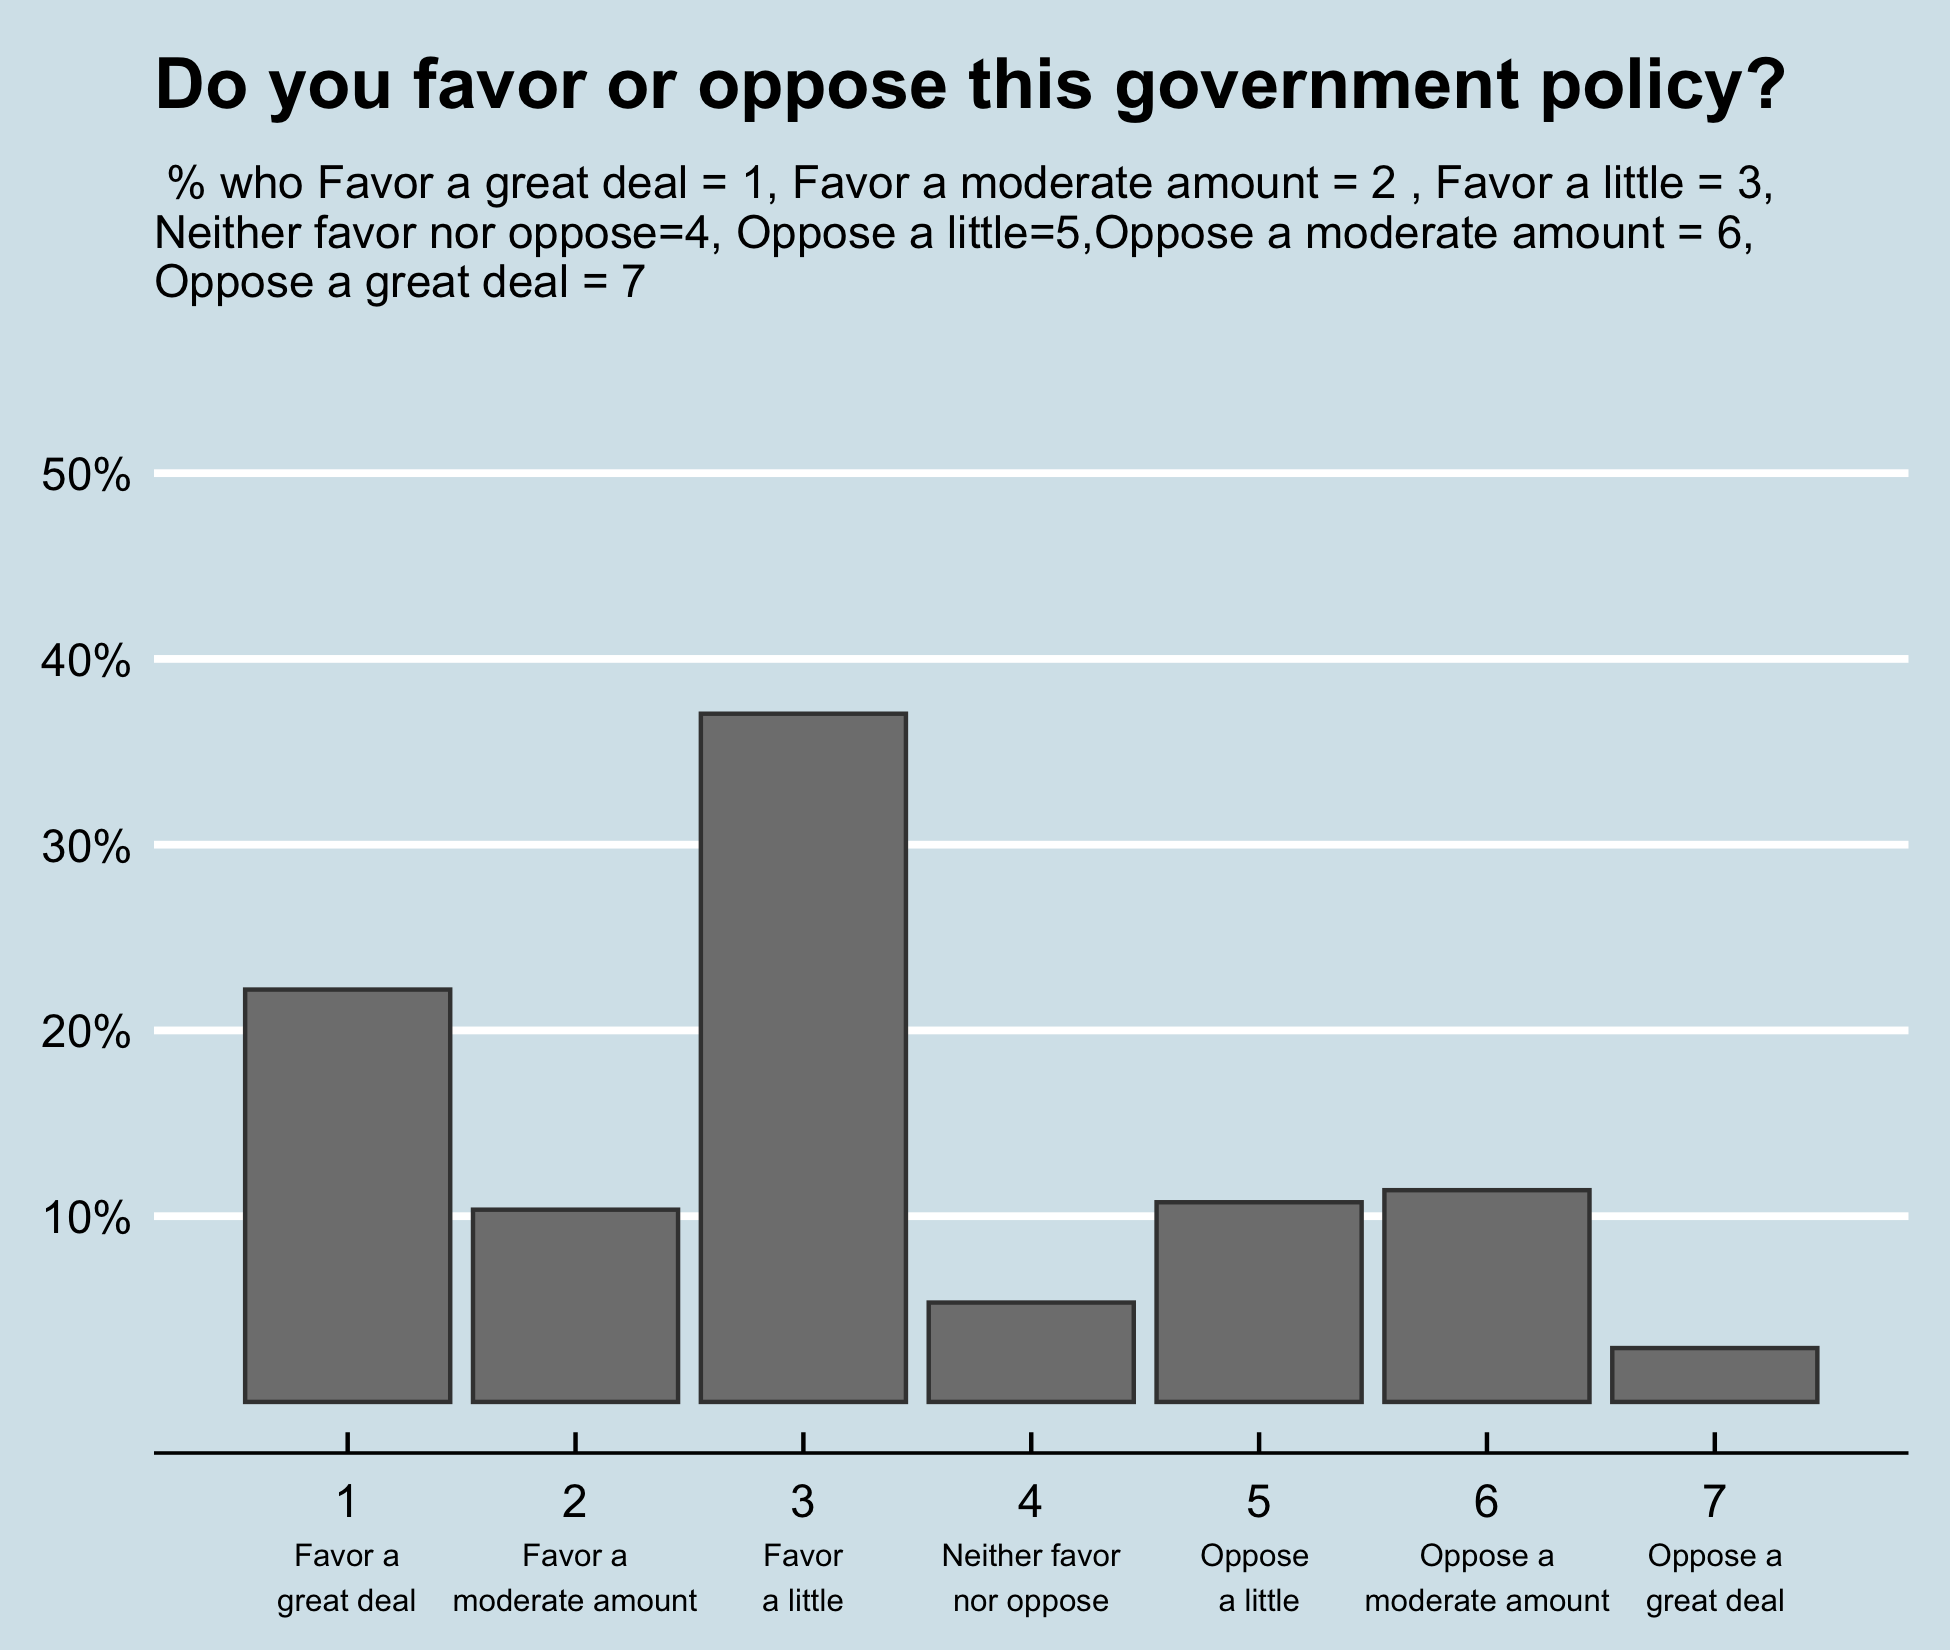 Do you favor or oppose this government policy?
% who Favor a great deal = 1, Favor a moderate amount = 2 , Favor a little = 3,
Neither favor nor oppose=4, Oppose a little=5,Oppose a moderate amount = 6,
Oppose a great deal = 7
50%
40%
30%
20%
10%
1 2 3 4 5 6 7
Favor a Favor a Favor Neither favor Oppose Oppose a Oppose a
great deal moderate amount a little nor oppose a little moderate amount great deal